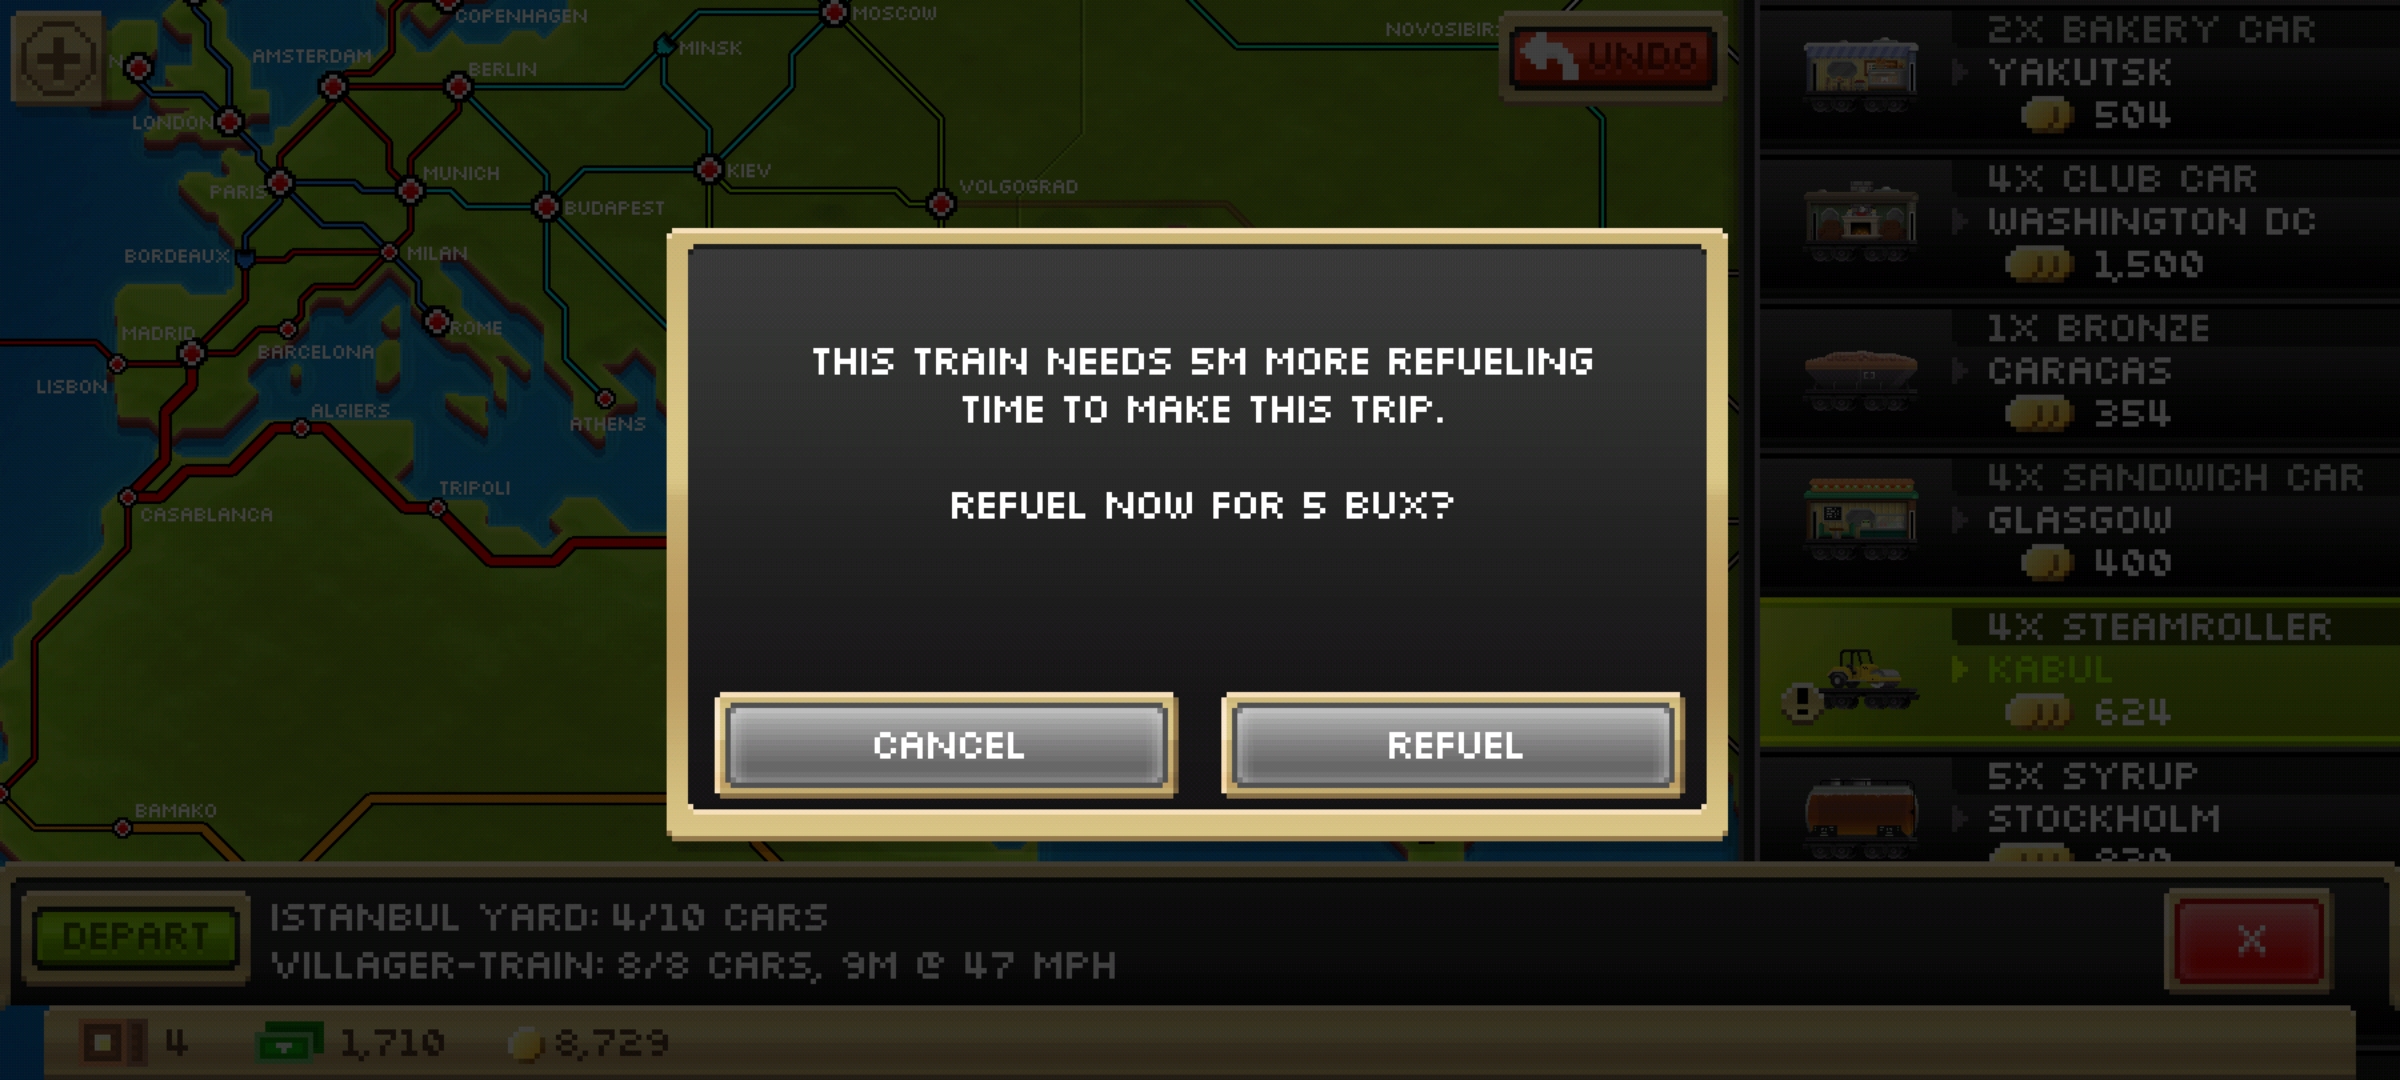 COPENHAGEN
MOSCOW
AMSTERDAM
MINSK
NOVOSIBIRS
UNDO
BERLIN
LONDON
MUNICH
KIEV
PARIS
BUDAPEST
VOLGOGRAD
BORDEAUX
MILAN
MADRID
ROME
BARCELONA
LISBON
ALGIERS
ATHENS
TRIPOLI
CASABLANCA
BAMAKO
THIS TRAIN NEEDS 5M MORE REFUELING
TIME TO MAKE THIS TRIP.
REFUEL NOW FOR 5 BUX?
CANCEL
REFUEL
2X BAKERY CAR
YAKUTSK
504
4X CLUB CAR
WASHINGTON DC
1,500
1X BRONZE
CARACAS
354
4X SANDWICH CAR
GLASGOW
400
4X STEAMROLLER
KABUL
624
5X SYRUP
STOCKHOLM
DEPART
ISTANBUL YARD: 4/10 CARS
VILLAGER-TRAIN: 8/8 CARS, 9M @ 47 MPH
X
4
1,710
8,729